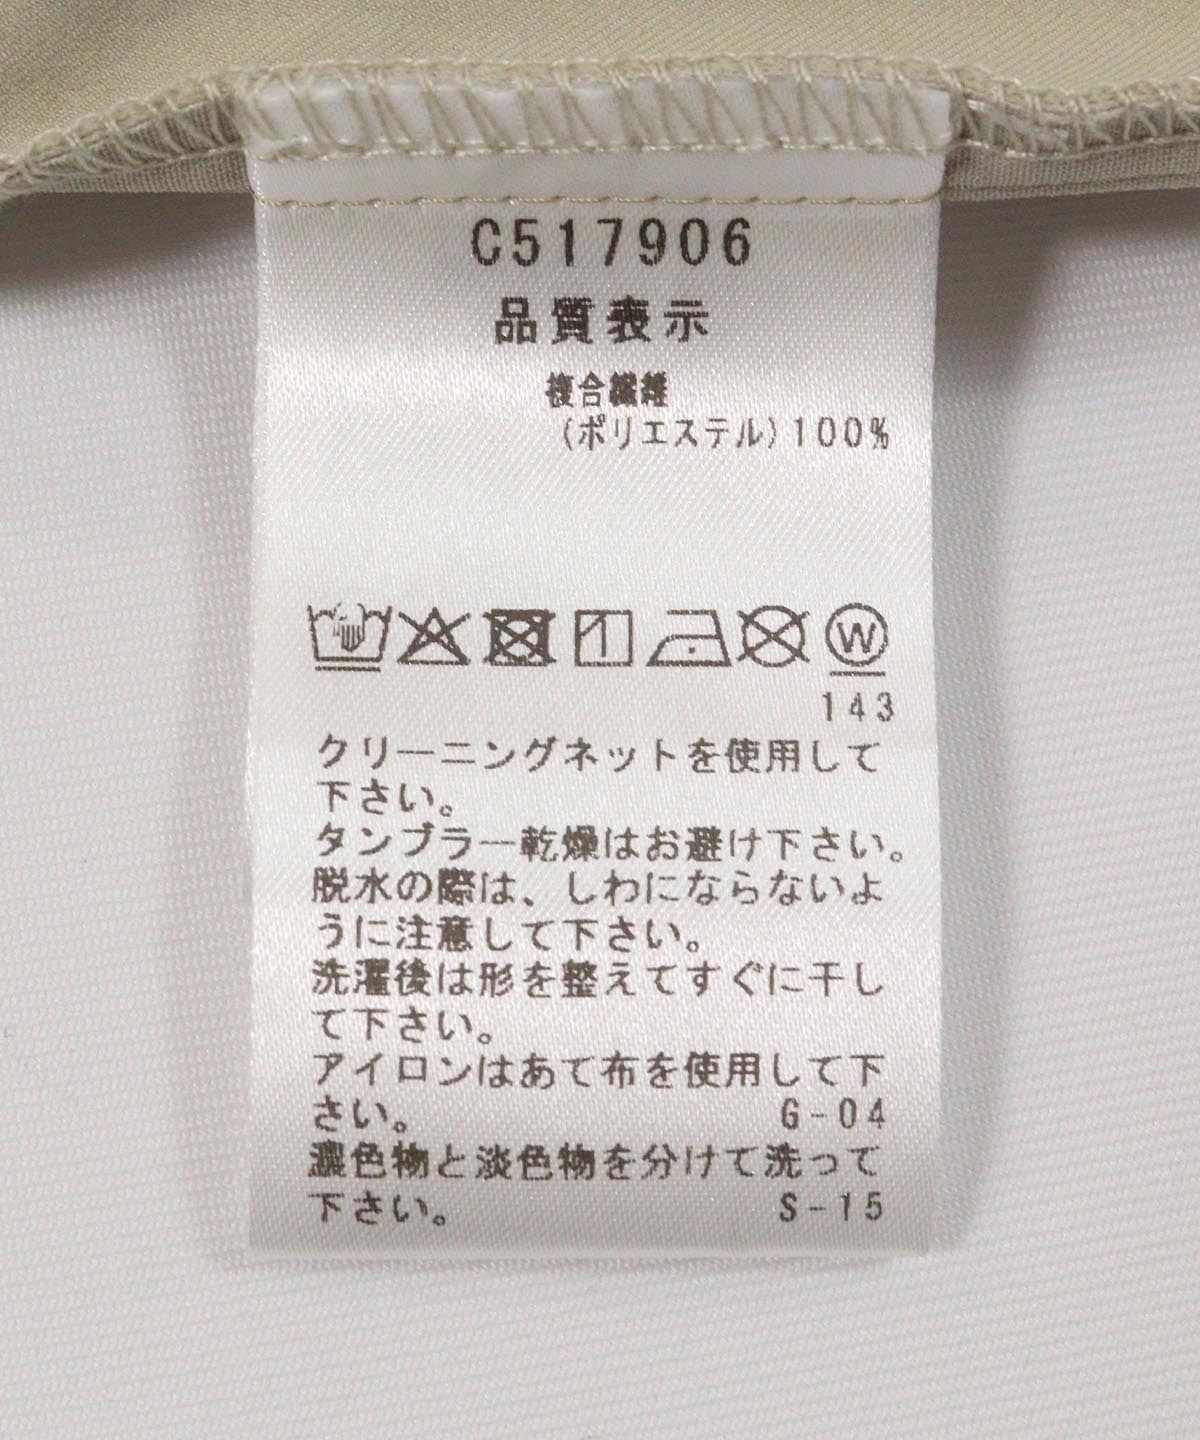 C517906
品質表示
複合繊維
(ポリエステル)100%
W
143
クリーニングネットを使用して
下さい。
タンブラー乾燥はお避け下さい。
脱水の際は、しわにならないよ
うに注意して下さい。
洗濯後は形を整えてすぐに干し
て下さい。
アイロンはあて布を使用して下
さい。 G-04
濃色物と淡色物を分けて洗って
下さい。 S-15